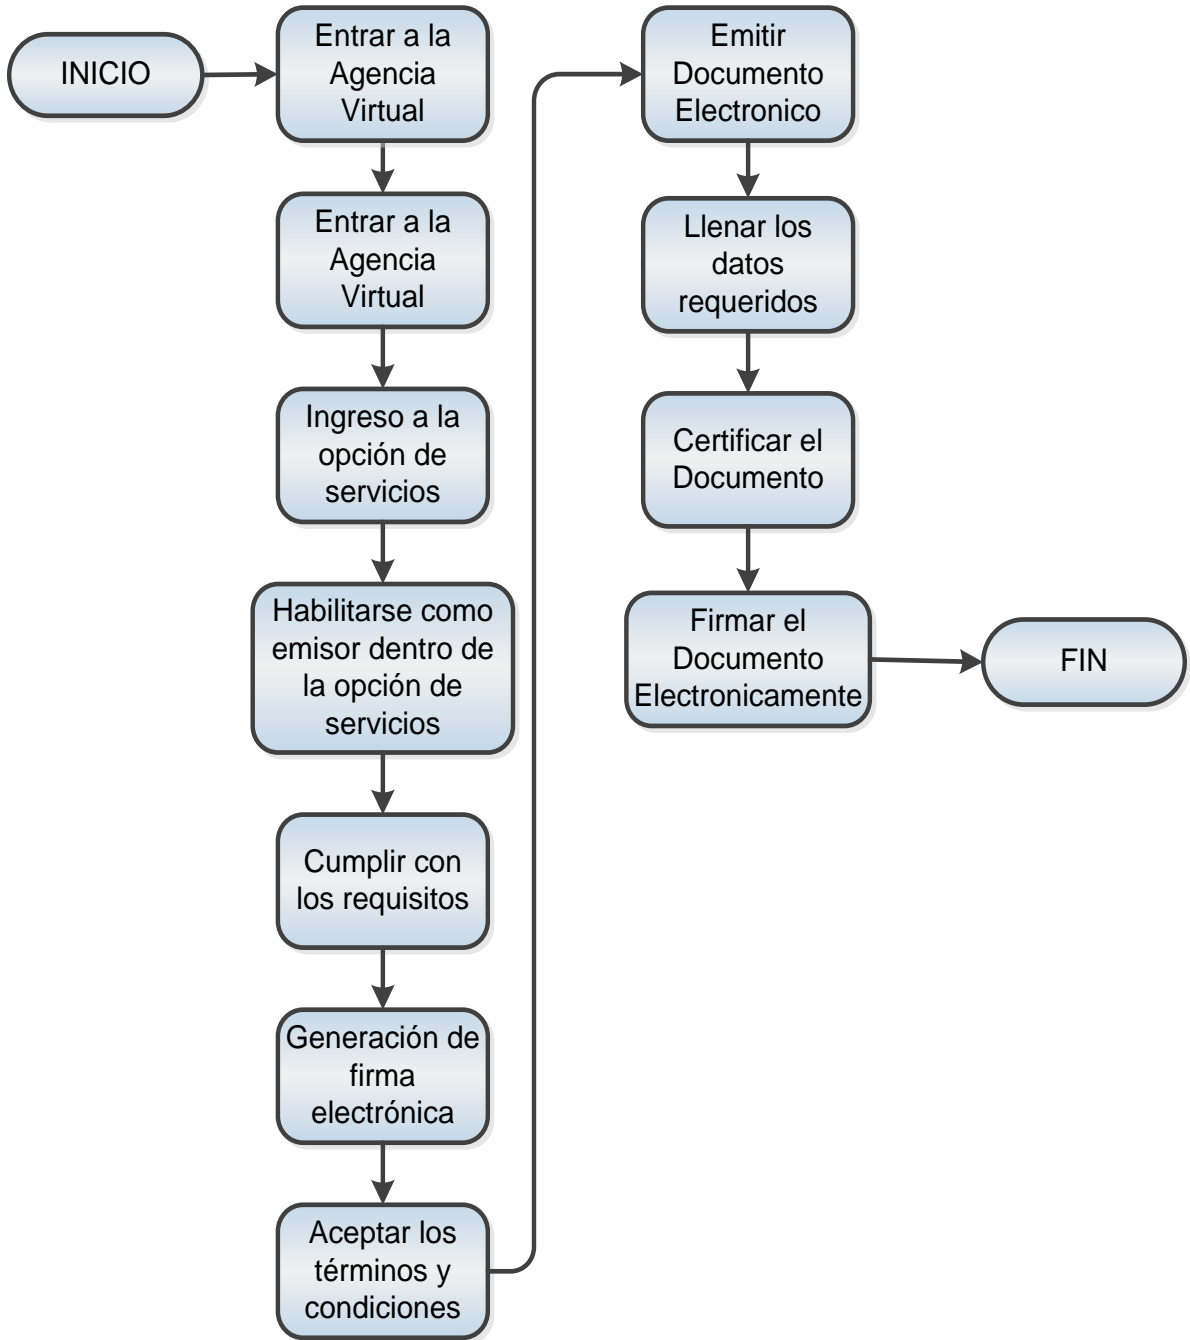 INICIO
Entrar a la
Agencia
Virtual
Entrar a la
Agencia
Virtual
Ingreso a la
opción de
servicios
Habilitarse como
emisor dentro de
la opción de
servicios
Cumplir con
los requisitos
Generación de
firma
electrónica
Aceptar los
términos y
condiciones
Emitir
Documento
Electronico
Llenar los
datos
requeridos
Certificar el
Documento
Firmar el
Documento
Electronicamente
FIN